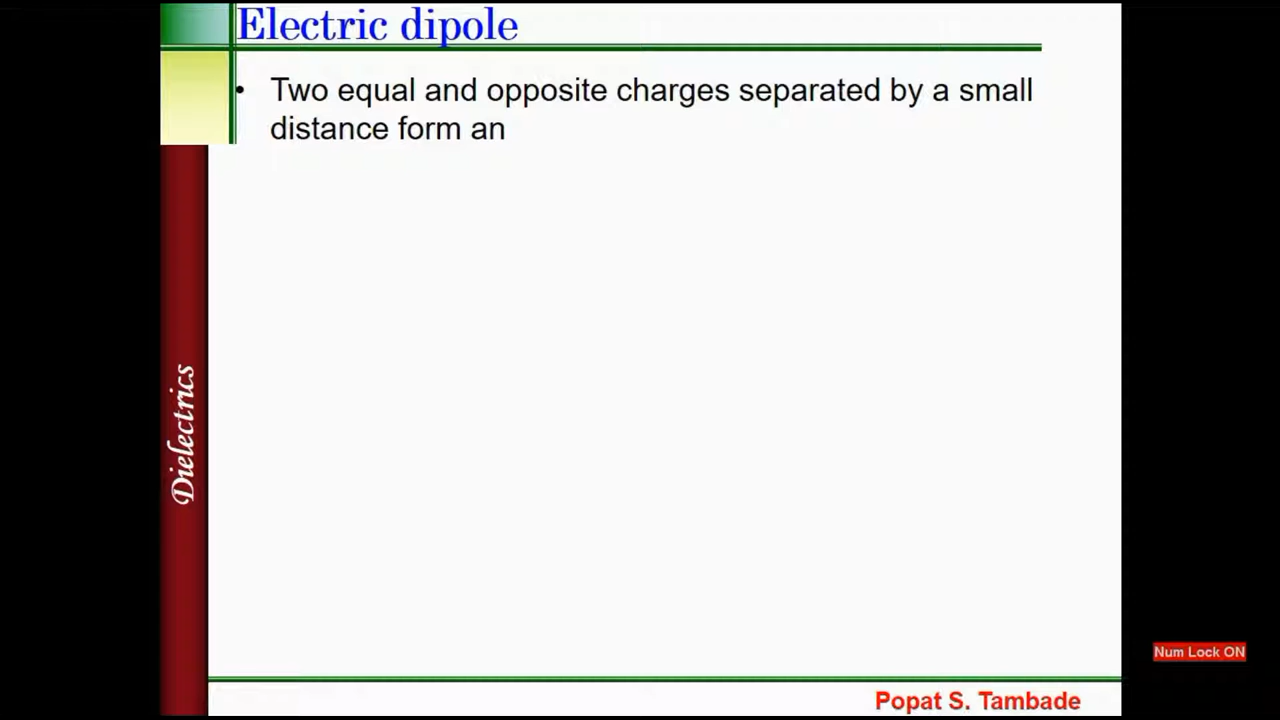 Electric dipole
• Two equal and opposite charges separated by a small
distance form an
Dielectrics
Num Lock ON
Popat S. Tambade